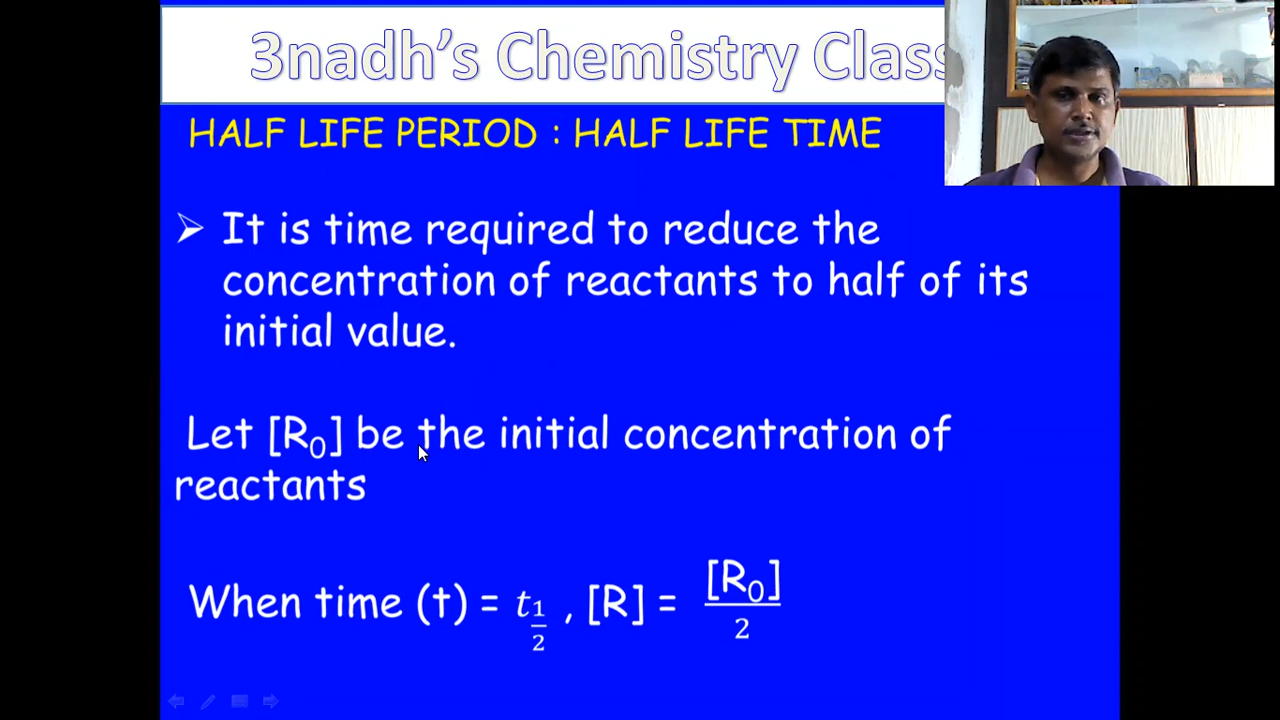 3nadh's Chemistry Class
HALF LIFE PERIOD : HALF LIFE TIME
➢ It is time required to reduce the
concentration of reactants to half of its
initial value.
Let [R₀] be the initial concentration of
reactants
When time (t) = t₁/₂ , [R] = [R₀]/2